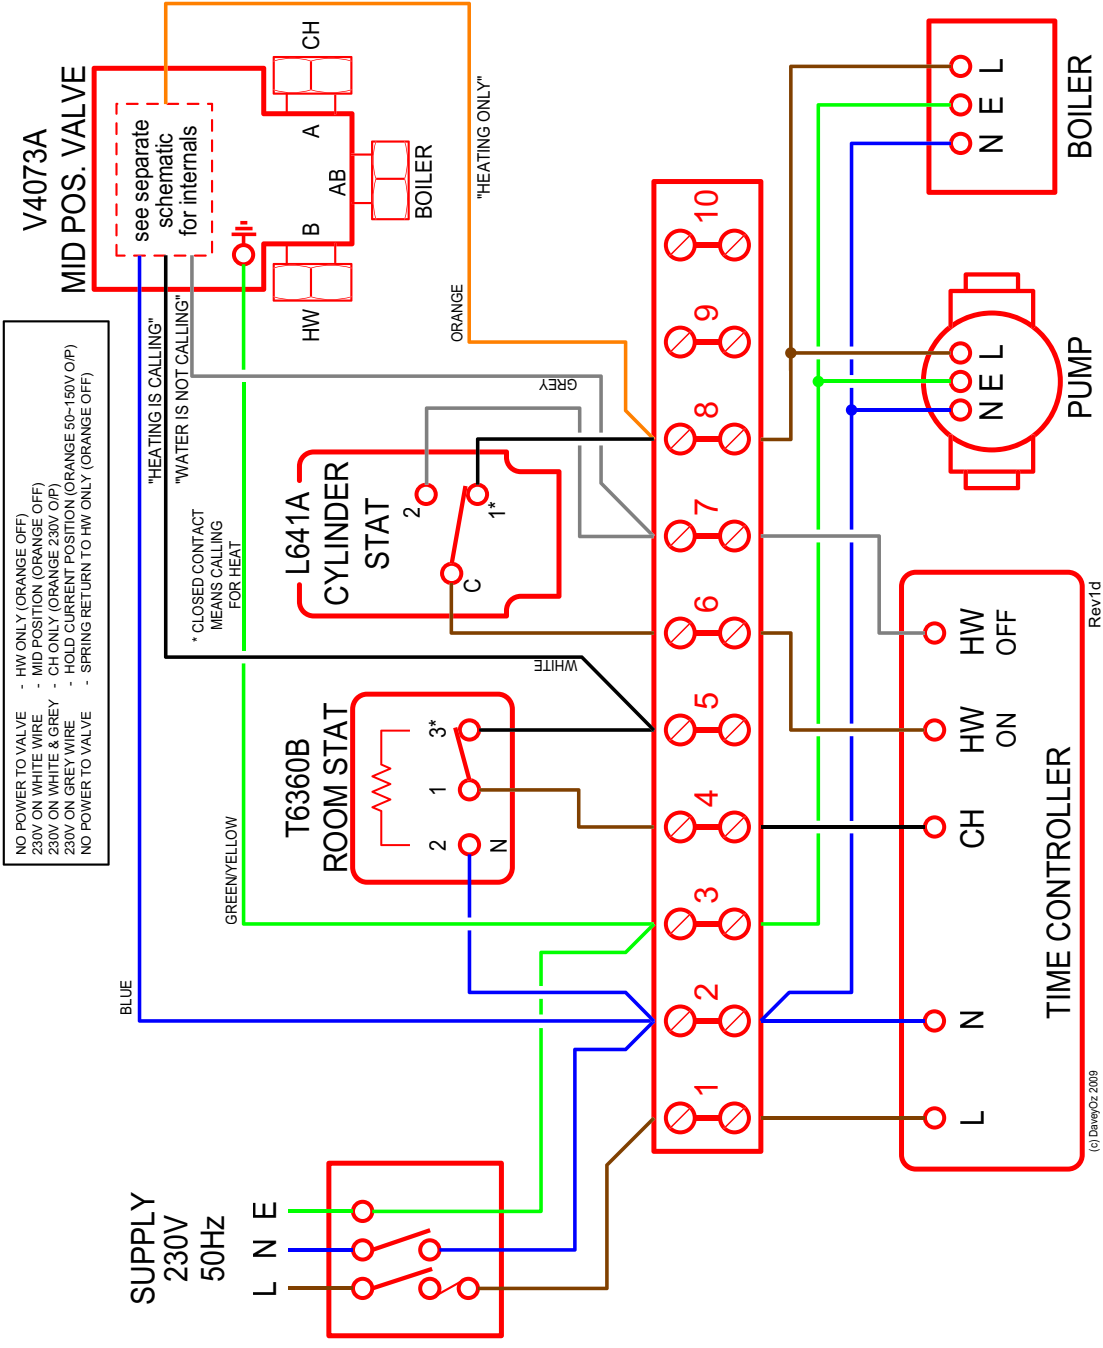 NO POWER TO VALVE - HW ONLY (ORANGE OFF)
230V ON WHITE WIRE - MID POSITION (ORANGE OFF)
230V ON WHITE & GREY - CH ONLY (ORANGE 230V O/P)
230V ON GREY WIRE - HOLD CURRENT POSITION (ORANGE 50~150V O/P)
NO POWER TO VALVE - SPRING RETURN TO HW ONLY (ORANGE OFF)
V4073A
MID POS. VALVE
see separate
schematic
for internals
HW
B
AB
A
CH
BOILER
"HEATING IS CALLING"
"WATER IS NOT CALLING"
"HEATING ONLY"
BLUE
GREEN/YELLOW
WHITE
GREY
ORANGE
* CLOSED CONTACT
MEANS CALLING
FOR HEAT
SUPPLY
230V
50Hz
L N E
T6360B
ROOM STAT
2 1 3*
N
L641A
CYLINDER
STAT
2
1*
C
1 2 3 4 5 6 7 8 9 10
L
N
CH
HW
ON
HW
OFF
TIME CONTROLLER
N E L
PUMP
N E L
BOILER
(c) DaveyOz 2009
Rev1d